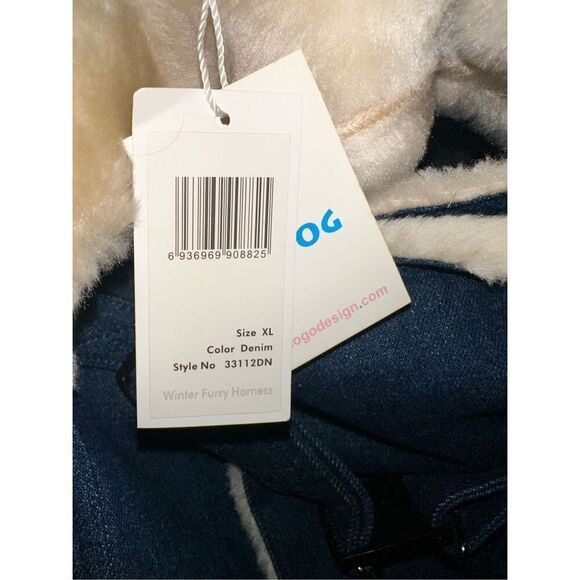 OG
ogodesign.com
6 936969 908825
Size XL
Color Denim
Style No 33112DN
Winter Furry Harness